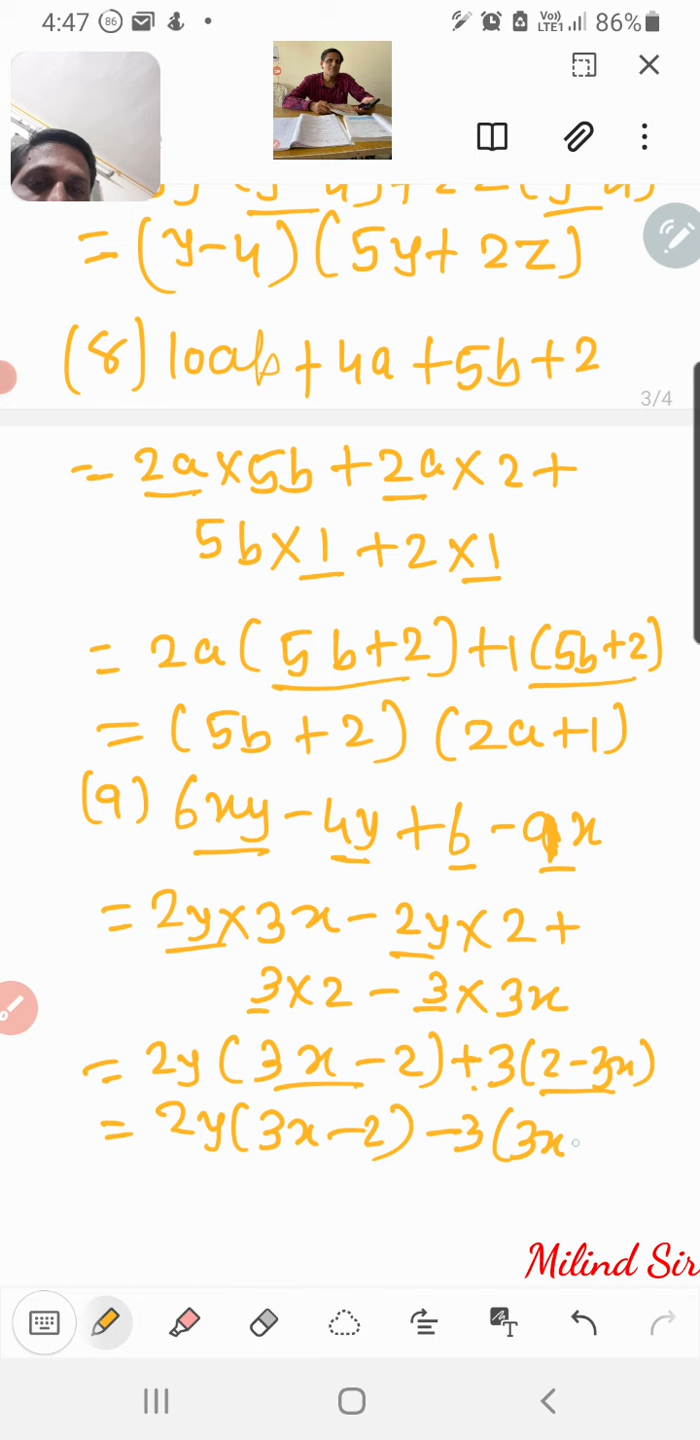 4:47 86 Vo) LTE1 86%
= (y-4) (5y+2z)
(8) 10ab + 4a + 5b + 2
3/4
= 2a × 5b + 2a × 2 +
5b × 1 + 2 × 1
= 2a (5b+2) + 1 (5b+2)
= (5b + 2) (2a + 1)
(9) 6xy - 4y + 6 - 9x
= 2y × 3x - 2y × 2 +
3 × 2 - 3 × 3x
= 2y (3x - 2) + 3 (2 - 3x)
= 2y (3x - 2) - 3 (3x
Milind Sir
T